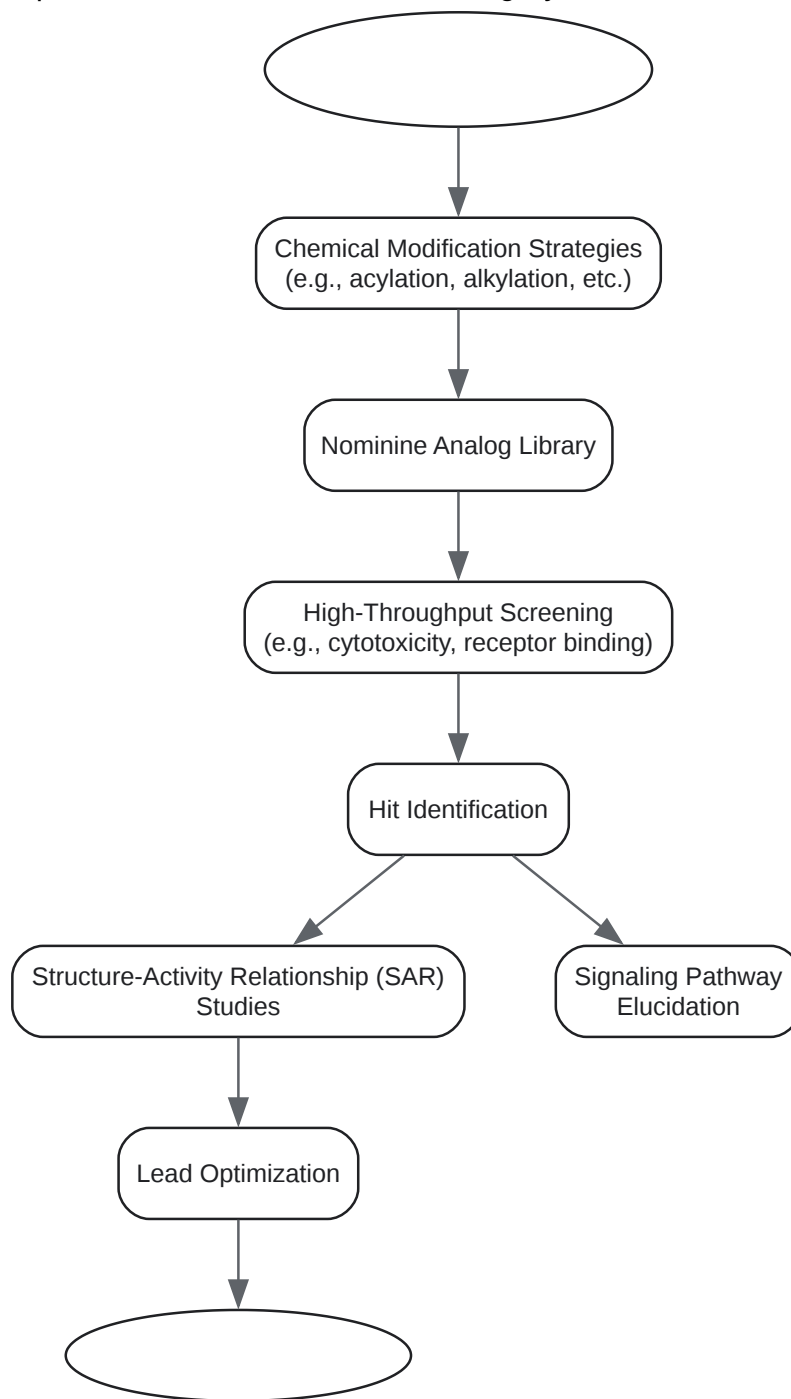 Chemical Modification Strategies
(e.g., acylation, alkylation, etc.)
Nominine Analog Library
High-Throughput Screening
(e.g., cytotoxicity, receptor binding)
Hit Identification
Structure-Activity Relationship (SAR)
Studies
Signaling Pathway
Elucidation
Lead Optimization